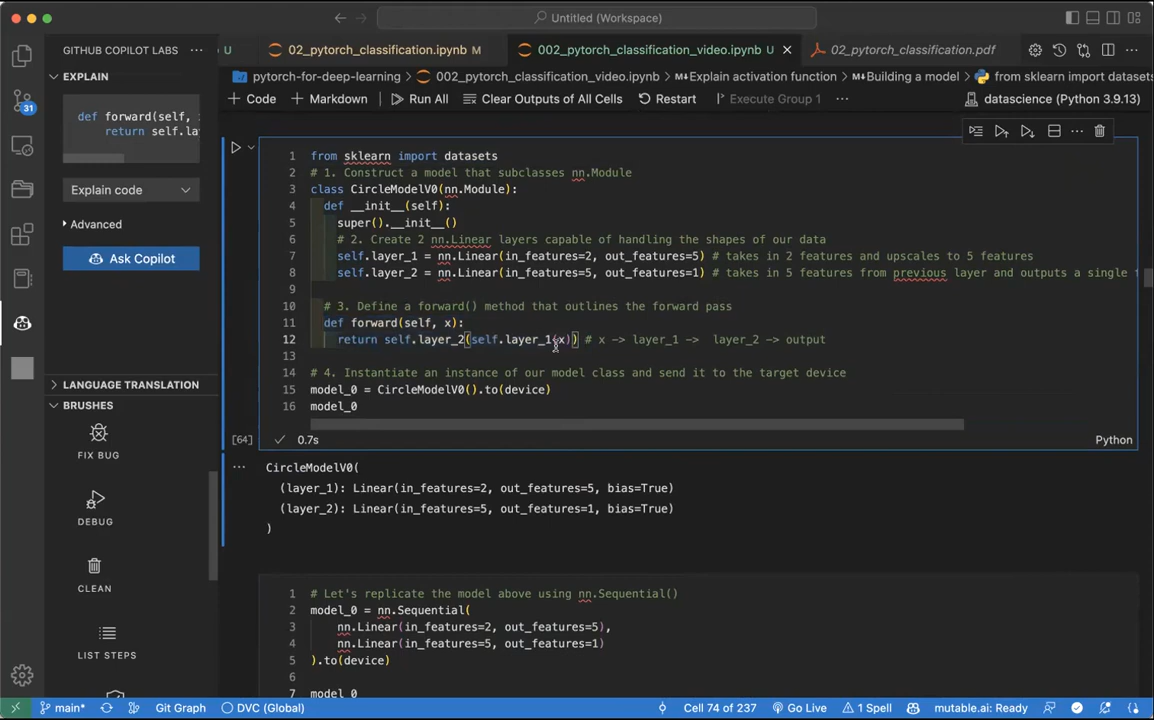 Untitled (Workspace)
GITHUB COPILOT LABS
U
02_pytorch_classification.ipynb M
002_pytorch_classification_video.ipynb U
02_pytorch_classification.pdf
EXPLAIN
pytorch-for-deep-learning > 002_pytorch_classification_video.ipynb > Explain activation function > Building a model > from sklearn import datasets
+ Code + Markdown Run All Clear Outputs of All Cells Restart Execute Group 1 ... datascience (Python 3.9.13)
31
def forward(self,
return self.la
Explain code
Advanced
Ask Copilot
1 from sklearn import datasets
2 # 1. Construct a model that subclasses nn.Module
3 class CircleModelV0(nn.Module):
4 def __init__(self):
5 super().__init__()
6 # 2. Create 2 nn.Linear layers capable of handling the shapes of our data
7 self.layer_1 = nn.Linear(in_features=2, out_features=5) # takes in 2 features and upscales to 5 features
8 self.layer_2 = nn.Linear(in_features=5, out_features=1) # takes in 5 features from previous layer and outputs a single
9
10 # 3. Define a forward() method that outlines the forward pass
11 def forward(self, x):
12 return self.layer_2(self.layer_1(x)) # x -> layer_1 ->  layer_2 -> output
13
14 # 4. Instantiate an instance of our model class and send it to the target device
15 model_0 = CircleModelV0().to(device)
16 model_0
[64] 0.7s Python
LANGUAGE TRANSLATION
BRUSHES
FIX BUG
DEBUG
CLEAN
LIST STEPS
CircleModelV0(
(layer_1): Linear(in_features=2, out_features=5, bias=True)
(layer_2): Linear(in_features=5, out_features=1, bias=True)
)
1 # Let's replicate the model above using nn.Sequential()
2 model_0 = nn.Sequential(
3 nn.Linear(in_features=2, out_features=5),
4 nn.Linear(in_features=5, out_features=1)
5 ).to(device)
6
7 model_0
main* Git Graph DVC (Global) Cell 74 of 237 Go Live 1 Spell mutable.ai: Ready